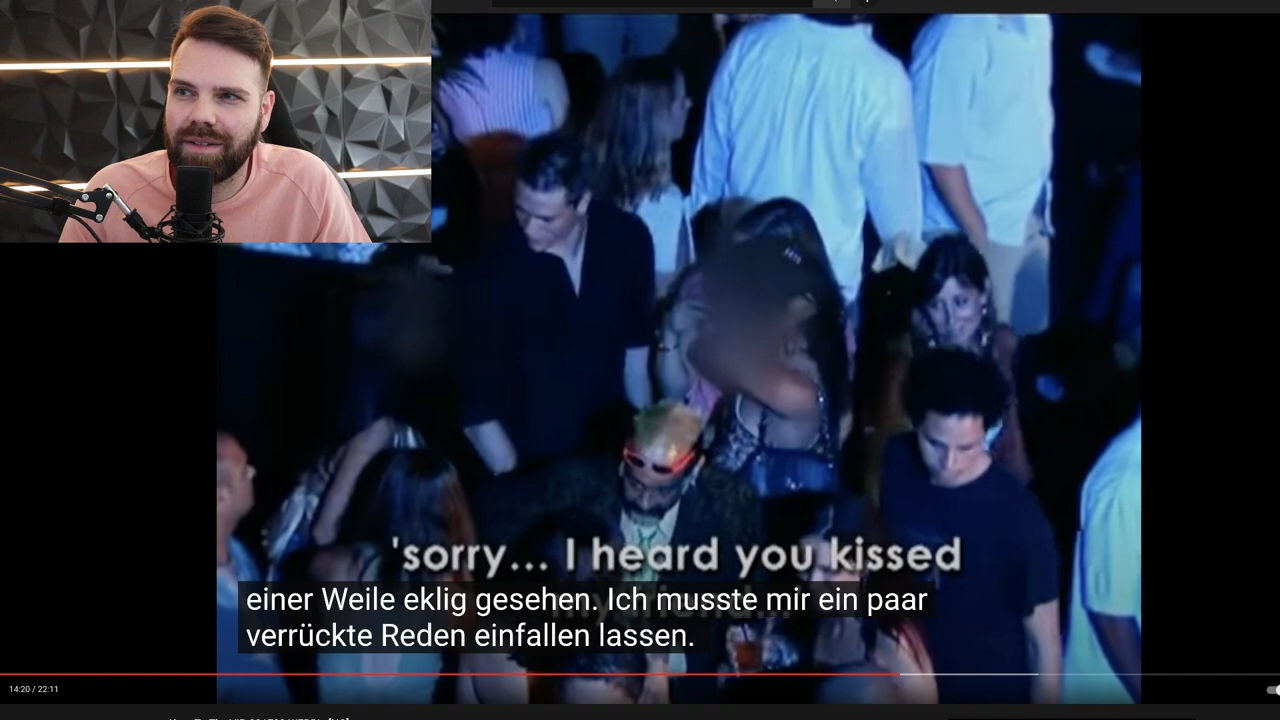 'sorry... I heard you kissed
einer Weile eklig gesehen. Ich musste mir ein paar
verrückte Reden einfallen lassen.
14:20 / 22:11